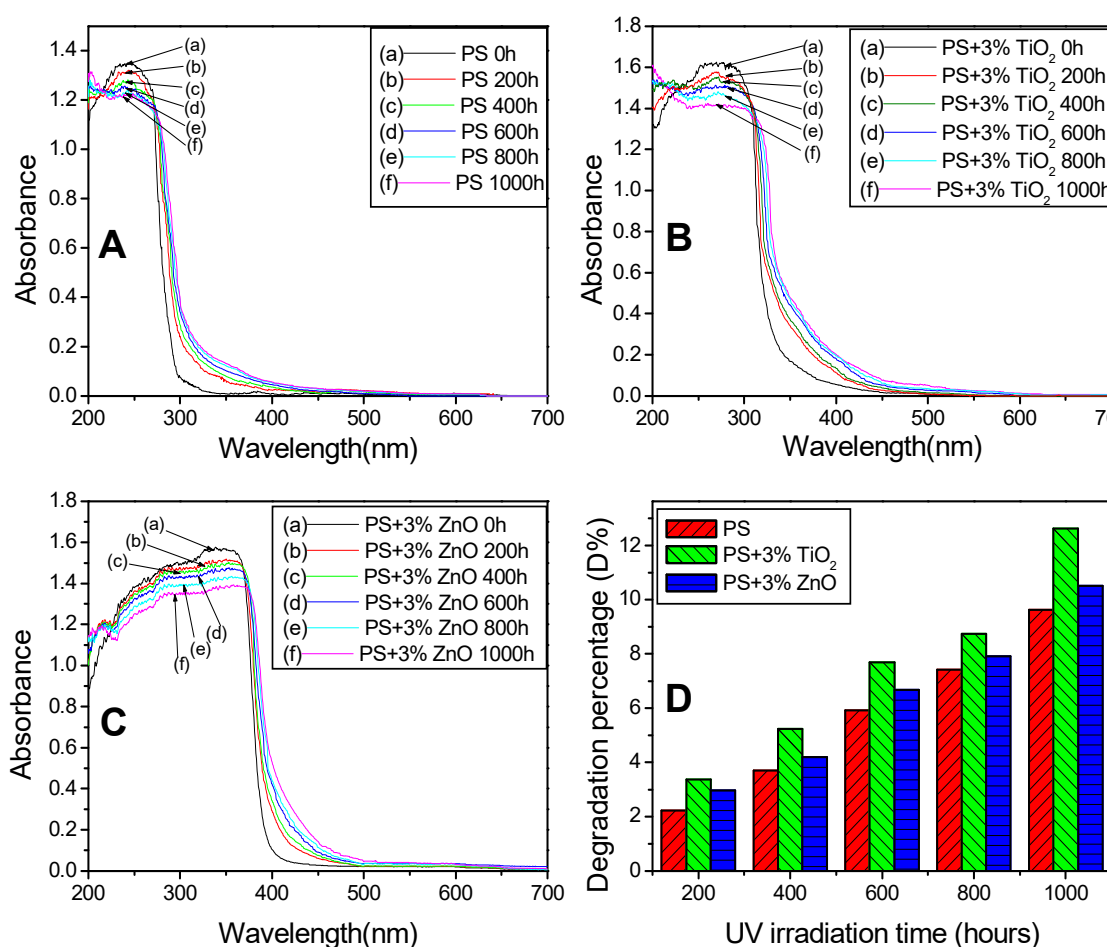 1.4
1.2
1.0
0.8
0.6
0.4
0.2
0.0
200 300 400 500 600 700
Absorbance
Wavelength(nm)
A
(a)
(b)
(c)
(d)
(e)
(f)
(a) PS 0h
(b) PS 200h
(c) PS 400h
(d) PS 600h
(e) PS 800h
(f) PS 1000h
1.8
1.6
1.4
1.2
1.0
0.8
0.6
0.4
0.2
0.0
200 300 400 500 600 700
Absorbance
Wavelength(nm)
B
(a)
(b)
(c)
(d)
(e)
(f)
(a) PS+3% TiO₂ 0h
(b) PS+3% TiO₂ 200h
(c) PS+3% TiO₂ 400h
(d) PS+3% TiO₂ 600h
(e) PS+3% TiO₂ 800h
(f) PS+3% TiO₂ 1000h
1.8
1.6
1.4
1.2
1.0
0.8
0.6
0.4
0.2
0.0
200 300 400 500 600 700
Absorbance
Wavelength(nm)
C
(a)
(b)
(c)
(d)
(e)
(f)
(a) PS+3% ZnO 0h
(b) PS+3% ZnO 200h
(c) PS+3% ZnO 400h
(d) PS+3% ZnO 600h
(e) PS+3% ZnO 800h
(f) PS+3% ZnO 1000h
12
10
8
6
4
2
0
200 400 600 800 1000
Degradation percentage (D%)
UV irradiation time (hours)
D
PS
PS+3% TiO₂
PS+3% ZnO